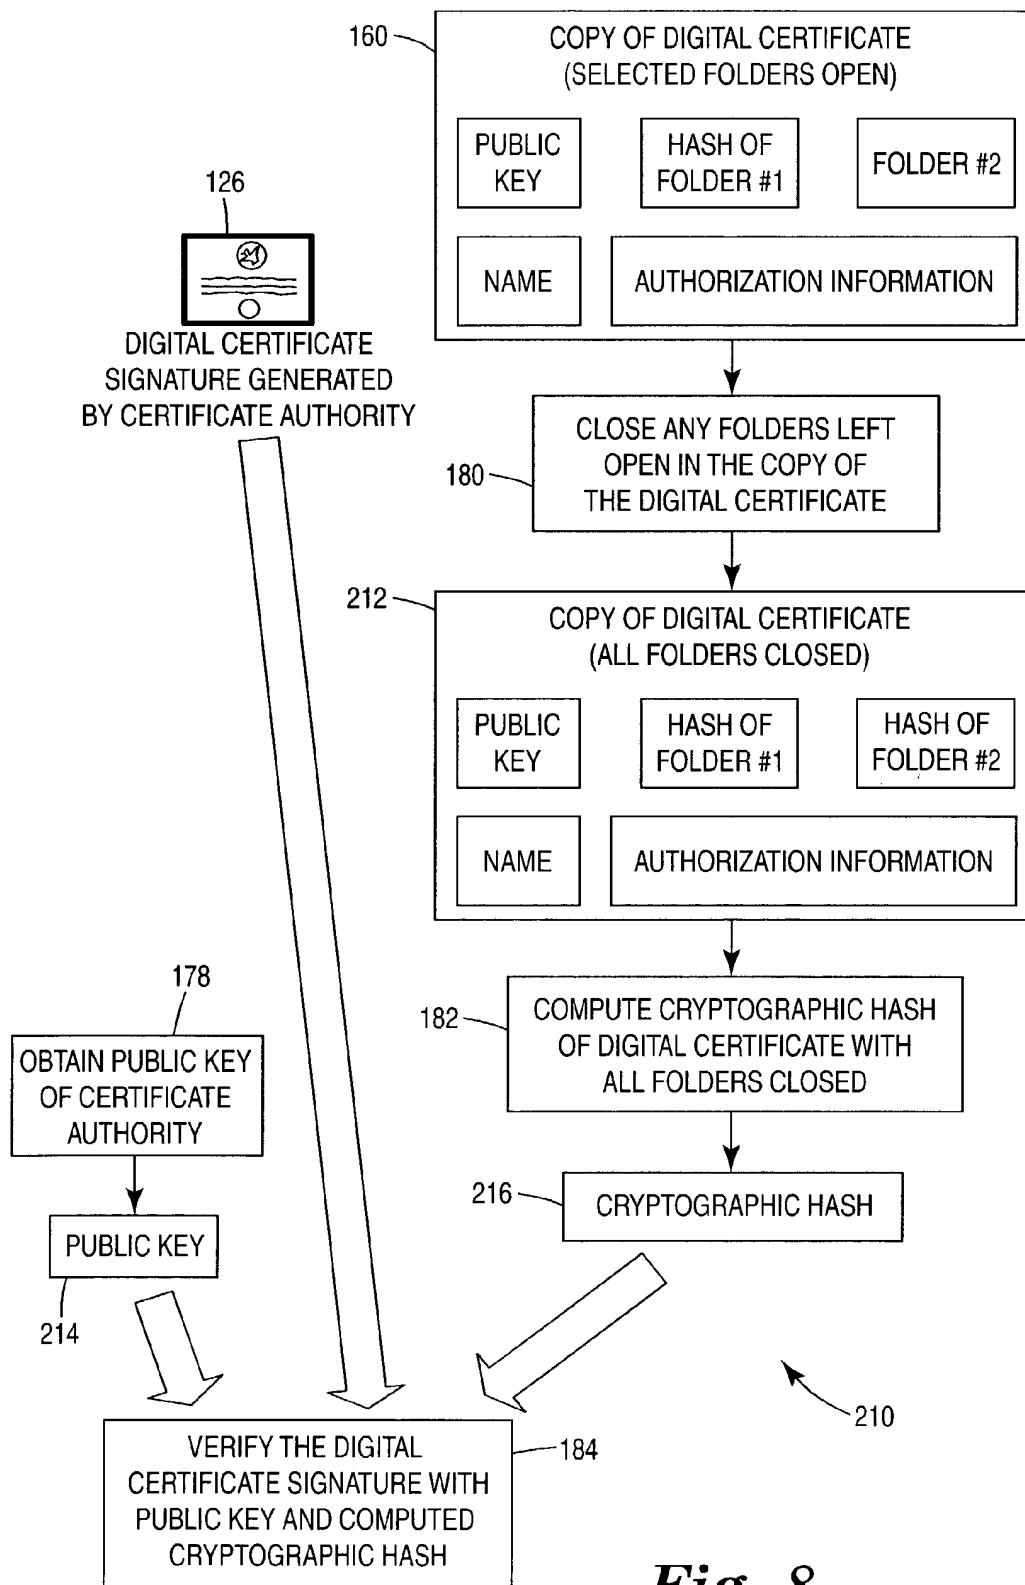 160
COPY OF DIGITAL CERTIFICATE
(SELECTED FOLDERS OPEN)
PUBLIC
KEY
HASH OF
FOLDER #1
FOLDER #2
NAME
AUTHORIZATION INFORMATION
126
DIGITAL CERTIFICATE
SIGNATURE GENERATED
BY CERTIFICATE AUTHORITY
180
CLOSE ANY FOLDERS LEFT
OPEN IN THE COPY OF
THE DIGITAL CERTIFICATE
212
COPY OF DIGITAL CERTIFICATE
(ALL FOLDERS CLOSED)
PUBLIC
KEY
HASH OF
FOLDER #1
HASH OF
FOLDER #2
NAME
AUTHORIZATION INFORMATION
178
OBTAIN PUBLIC KEY
OF CERTIFICATE
AUTHORITY
182
COMPUTE CRYPTOGRAPHIC HASH
OF DIGITAL CERTIFICATE WITH
ALL FOLDERS CLOSED
216
CRYPTOGRAPHIC HASH
PUBLIC KEY
214
210
184
VERIFY THE DIGITAL
CERTIFICATE SIGNATURE WITH
PUBLIC KEY AND COMPUTED
CRYPTOGRAPHIC HASH
Fig. 8